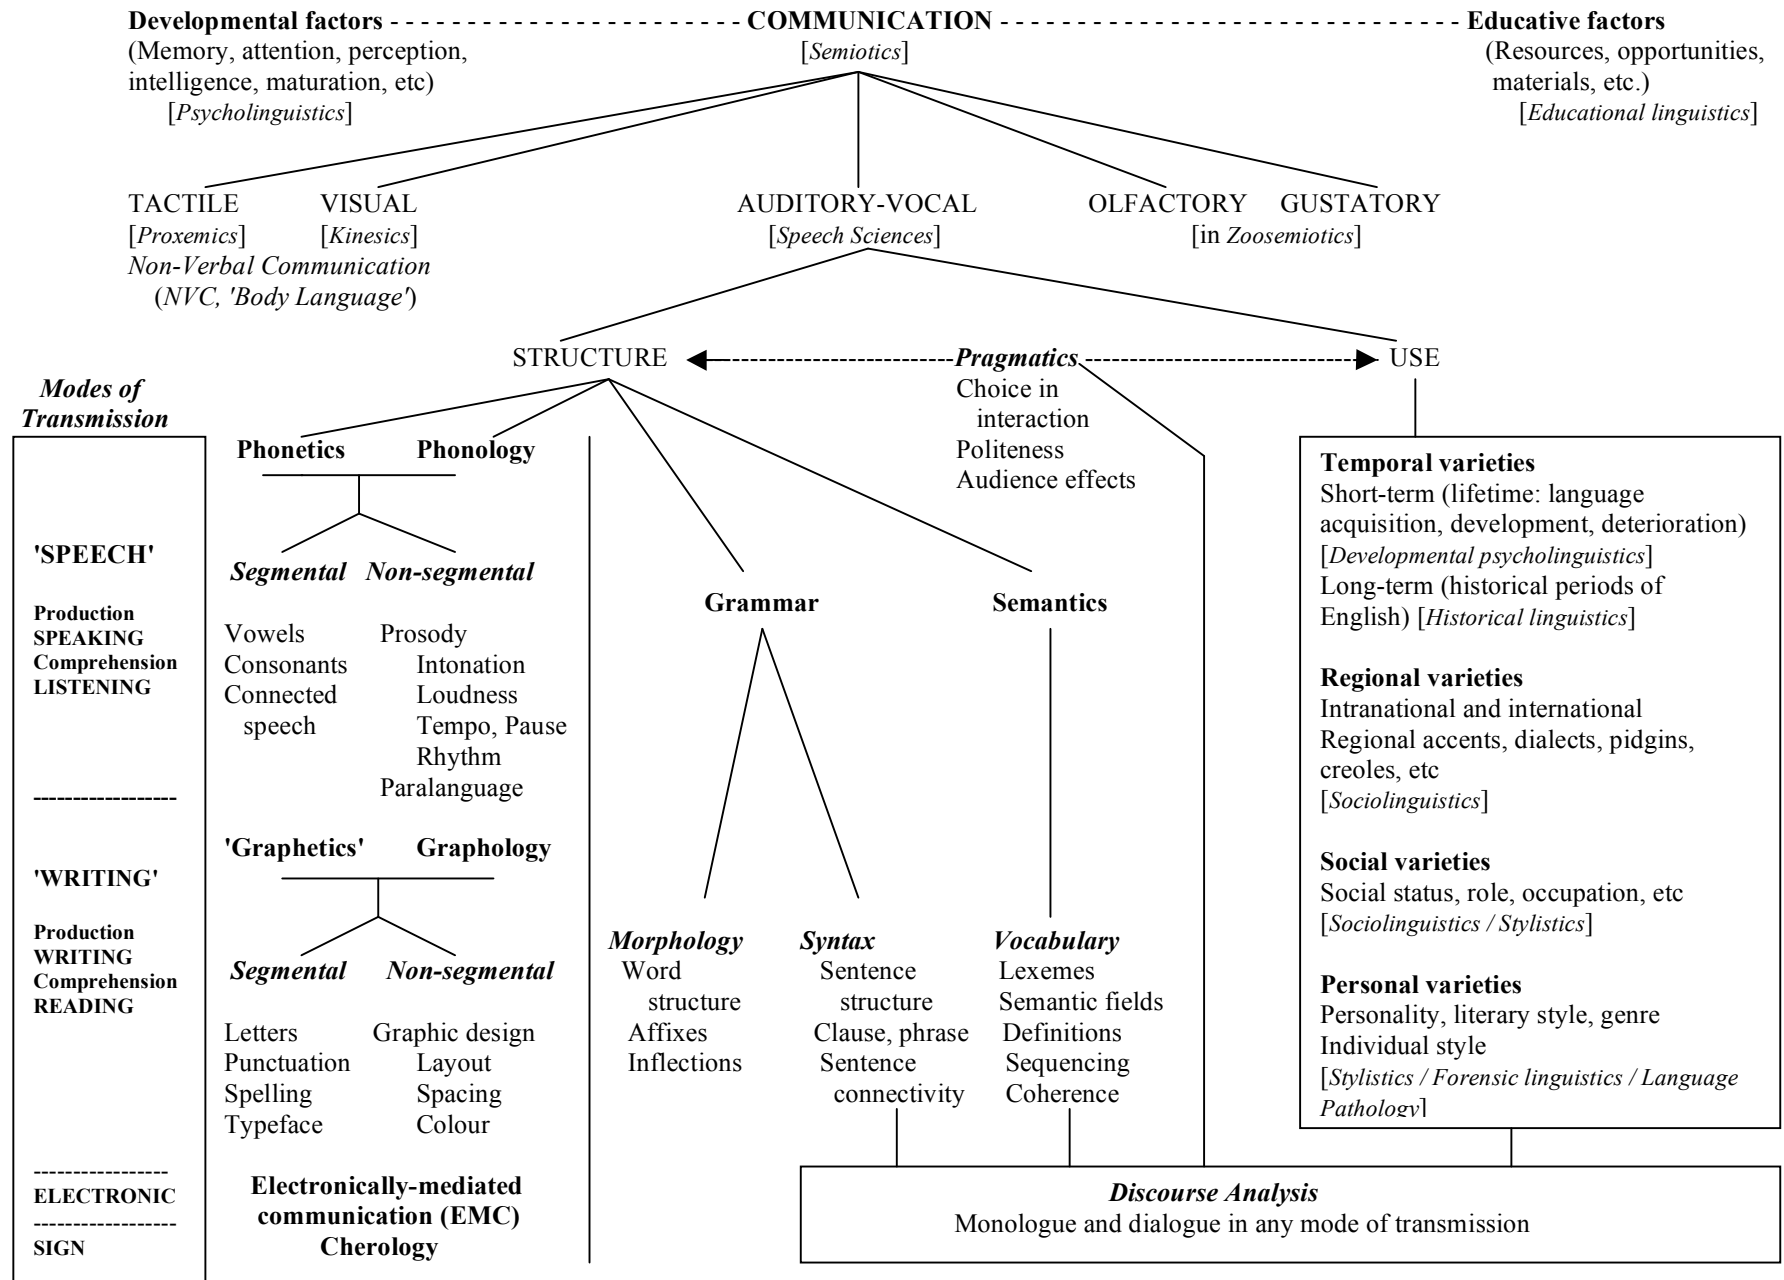 Developmental factors - - - - - - - - - - - - - - - - - - - - - - - COMMUNICATION - - - - - - - - - - - - - - - - - - - - - - - - - - - - - - Educative factors
(Memory, attention, perception,
intelligence, maturation, etc)
[Psycholinguistics]
[Semiotics]
(Resources, opportunities,
materials, etc.)
[Educational linguistics]
TACTILE
[Proxemics]
VISUAL
[Kinesics]
Non-Verbal Communication
(NVC, 'Body Language')
AUDITORY-VOCAL
[Speech Sciences]
OLFACTORY GUSTATORY
[in Zoosemiotics]
STRUCTURE
Pragmatics
Choice in
interaction
Politeness
Audience effects
USE
Modes of
Transmission
'SPEECH'
Production
SPEAKING
Comprehension
LISTENING
------------------
'WRITING'
Production
WRITING
Comprehension
READING
-----------------
ELECTRONIC
------------------
SIGN
Phonetics Phonology
Segmental
Vowels
Consonants
Connected
speech
Non-segmental
Prosody
Intonation
Loudness
Tempo, Pause
Rhythm
Paralanguage
'Graphetics' Graphology
Segmental
Letters
Punctuation
Spelling
Typeface
Non-segmental
Graphic design
Layout
Spacing
Colour
Electronically-mediated
communication (EMC)
Cherology
Grammar
Morphology
Word
structure
Affixes
Inflections
Syntax
Sentence
structure
Clause, phrase
Sentence
connectivity
Semantics
Vocabulary
Lexemes
Semantic fields
Definitions
Sequencing
Coherence
Temporal varieties
Short-term (lifetime: language
acquisition, development, deterioration)
[Developmental psycholinguistics]
Long-term (historical periods of
English) [Historical linguistics]
Regional varieties
Intranational and international
Regional accents, dialects, pidgins,
creoles, etc
[Sociolinguistics]
Social varieties
Social status, role, occupation, etc
[Sociolinguistics / Stylistics]
Personal varieties
Personality, literary style, genre
Individual style
[Stylistics / Forensic linguistics / Language
Pathology]
Discourse Analysis
Monologue and dialogue in any mode of transmission